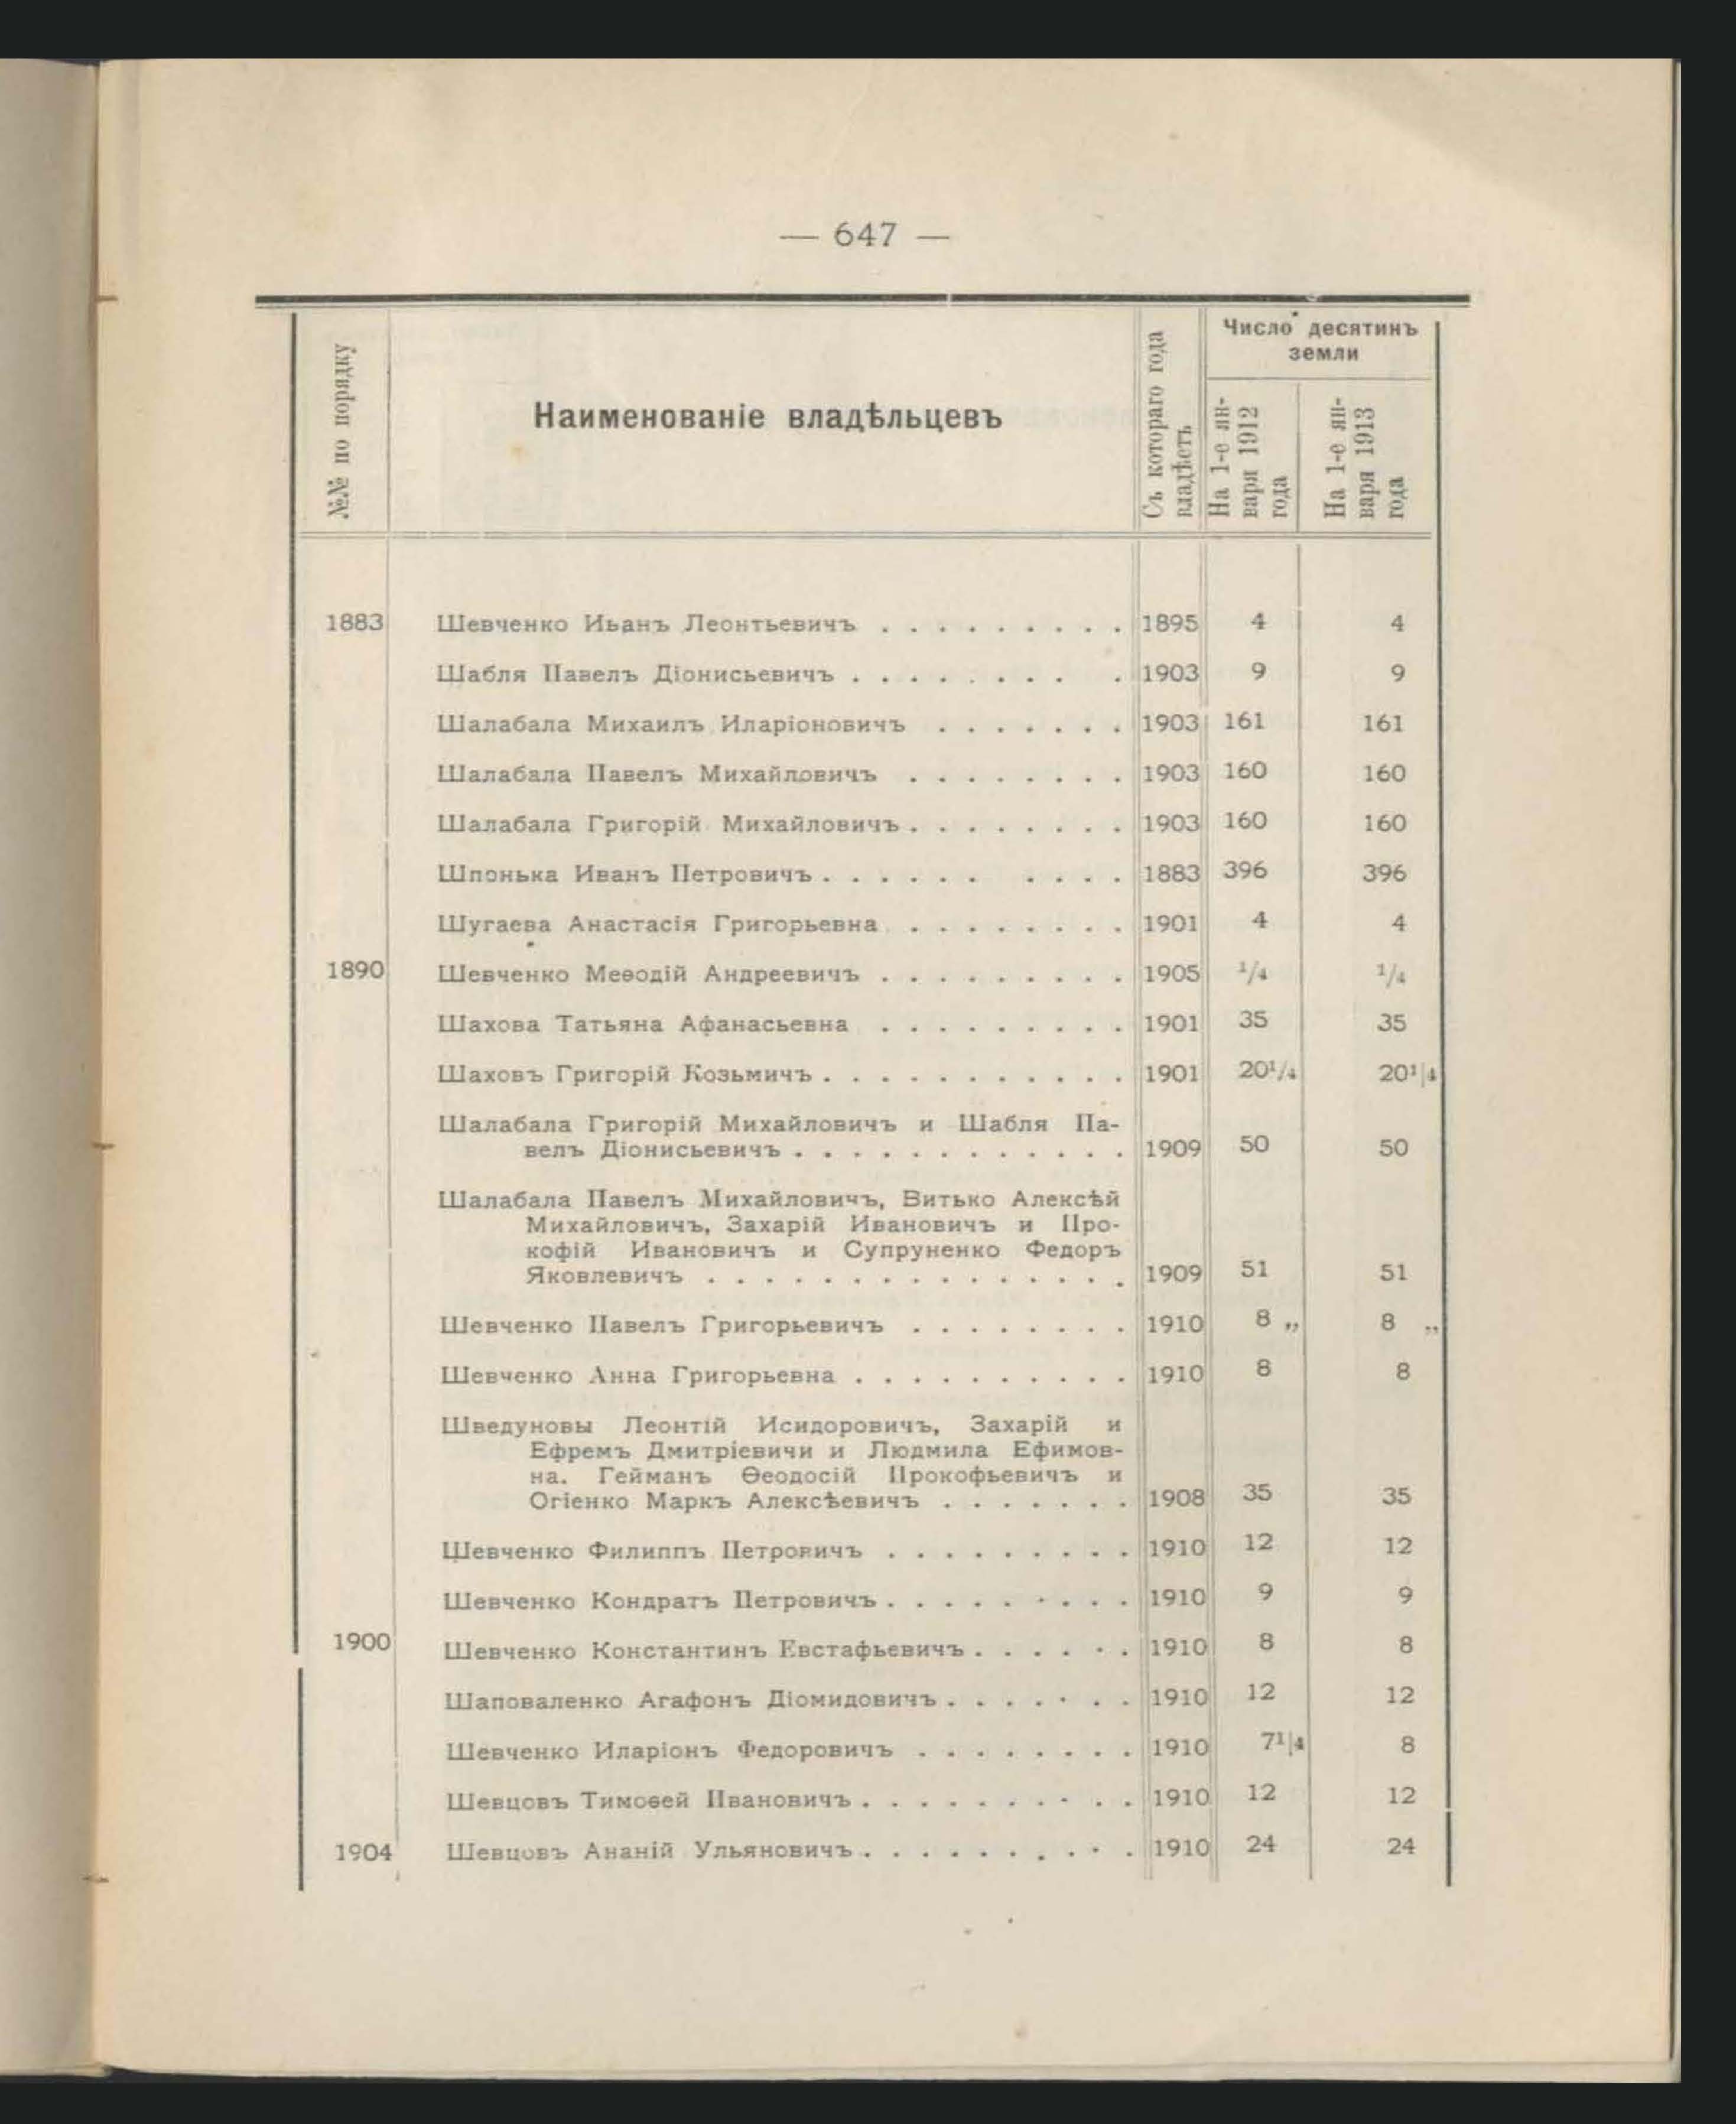 — 647 —
№№ по порядку
Наименованіе владѣльцевъ
Съ котораго года
владѣетъ
Число десятинъ
земли
На 1-е ян-
варя 1912
года
На 1-е ян-
варя 1913
года
1883 Шевченко Иьанъ Леонтьевичъ . . . . . . . . . 1895 4 4
Шабля Павелъ Діонисьевичъ . . . . . . . . . 1903 9 9
Шалабала Михаилъ Иларіоновичъ . . . . . . . 1903 161 161
Шалабала Павелъ Михайловичъ . . . . . . . . 1903 160 160
Шалабала Григорій Михайловичъ . . . . . . . . 1903 160 160
Шпонька Иванъ Петровичъ . . . . . . . . . . 1883 396 396
Шугаева Анастасія Григорьевна . . . . . . . . 1901 4 4
1890 Шевченко Меѳодій Андреевичъ . . . . . . . . . 1905 ¹/₄ ¹/₄
Шахова Татьяна Афанасьевна . . . . . . . . . 1901 35 35
Шаховъ Григорій Козьмичъ . . . . . . . . . . . 1901 20¹/₄ 20¹|₄
Шалабала Григорій Михайловичъ и Шабля Па-
велъ Діонисьевичъ . . . . . . . . . . . . 1909 50 50
Шалабала Павелъ Михайловичъ, Витько Алексѣй
Михайловичъ, Захарій Ивановичъ и Про-
кофій Ивановичъ и Супруненко Федоръ
Яковлевичъ . . . . . . . . . . . . . . . 1909 51 51
Шевченко Павелъ Григорьевичъ . . . . . . . . 1910 8 „ 8 „
Шевченко Анна Григорьевна . . . . . . . . . . 1910 8 8
Шведуновы Леонтій Исидоровичъ, Захарій и
Ефремъ Дмитріевичи и Людмила Ефимов-
на. Гейманъ Ѳеодосій Прокофьевичъ и
Огіенко Маркъ Алексѣевичъ . . . . . . . 1908 35 35
Шевченко Филиппъ Петровичъ . . . . . . . . . 1910 12 12
Шевченко Кондратъ Петровичъ . . . . . . . . . 1910 9 9
1900 Шевченко Константинъ Евстафьевичъ . . . . . . 1910 8 8
Шаповаленко Агафонъ Діомидовичъ . . . . . . . 1910 12 12
Шевченко Иларіонъ Федоровичъ . . . . . . . . 1910 7¹|₄ 8
Шевцовъ Тимоѳей Ивановичъ . . . . . . . . . . 1910 12 12
1904 Шевцовъ Ананій Ульяновичъ . . . . . . . . . . 1910 24 24